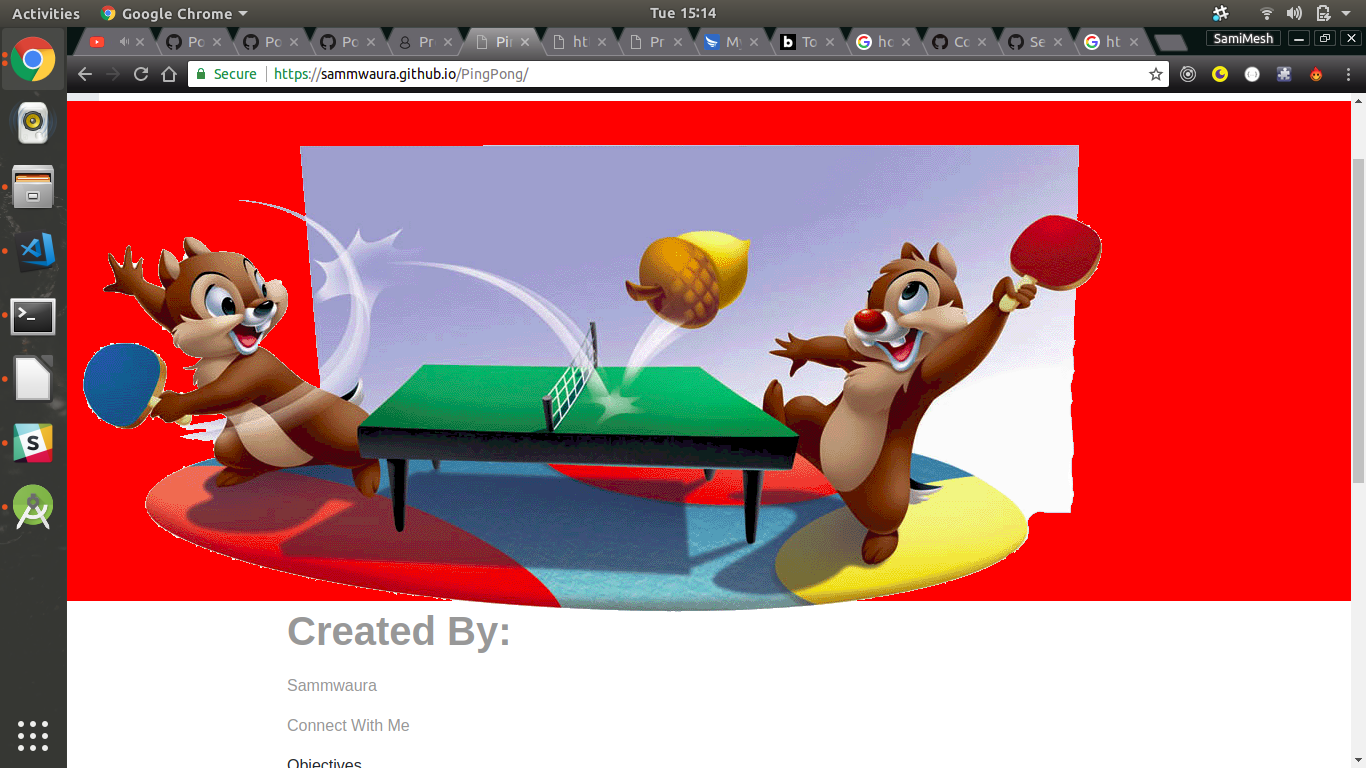 Activities
Google Chrome
Tue 15:14
Po
Po
Po
Pr
Pi
ht
Pr
My
To
ho
Co
Se
ht
SamiMesh
Secure
https://sammwaura.github.io/PingPong/
Created By:
Sammwaura
Connect With Me
Objectives